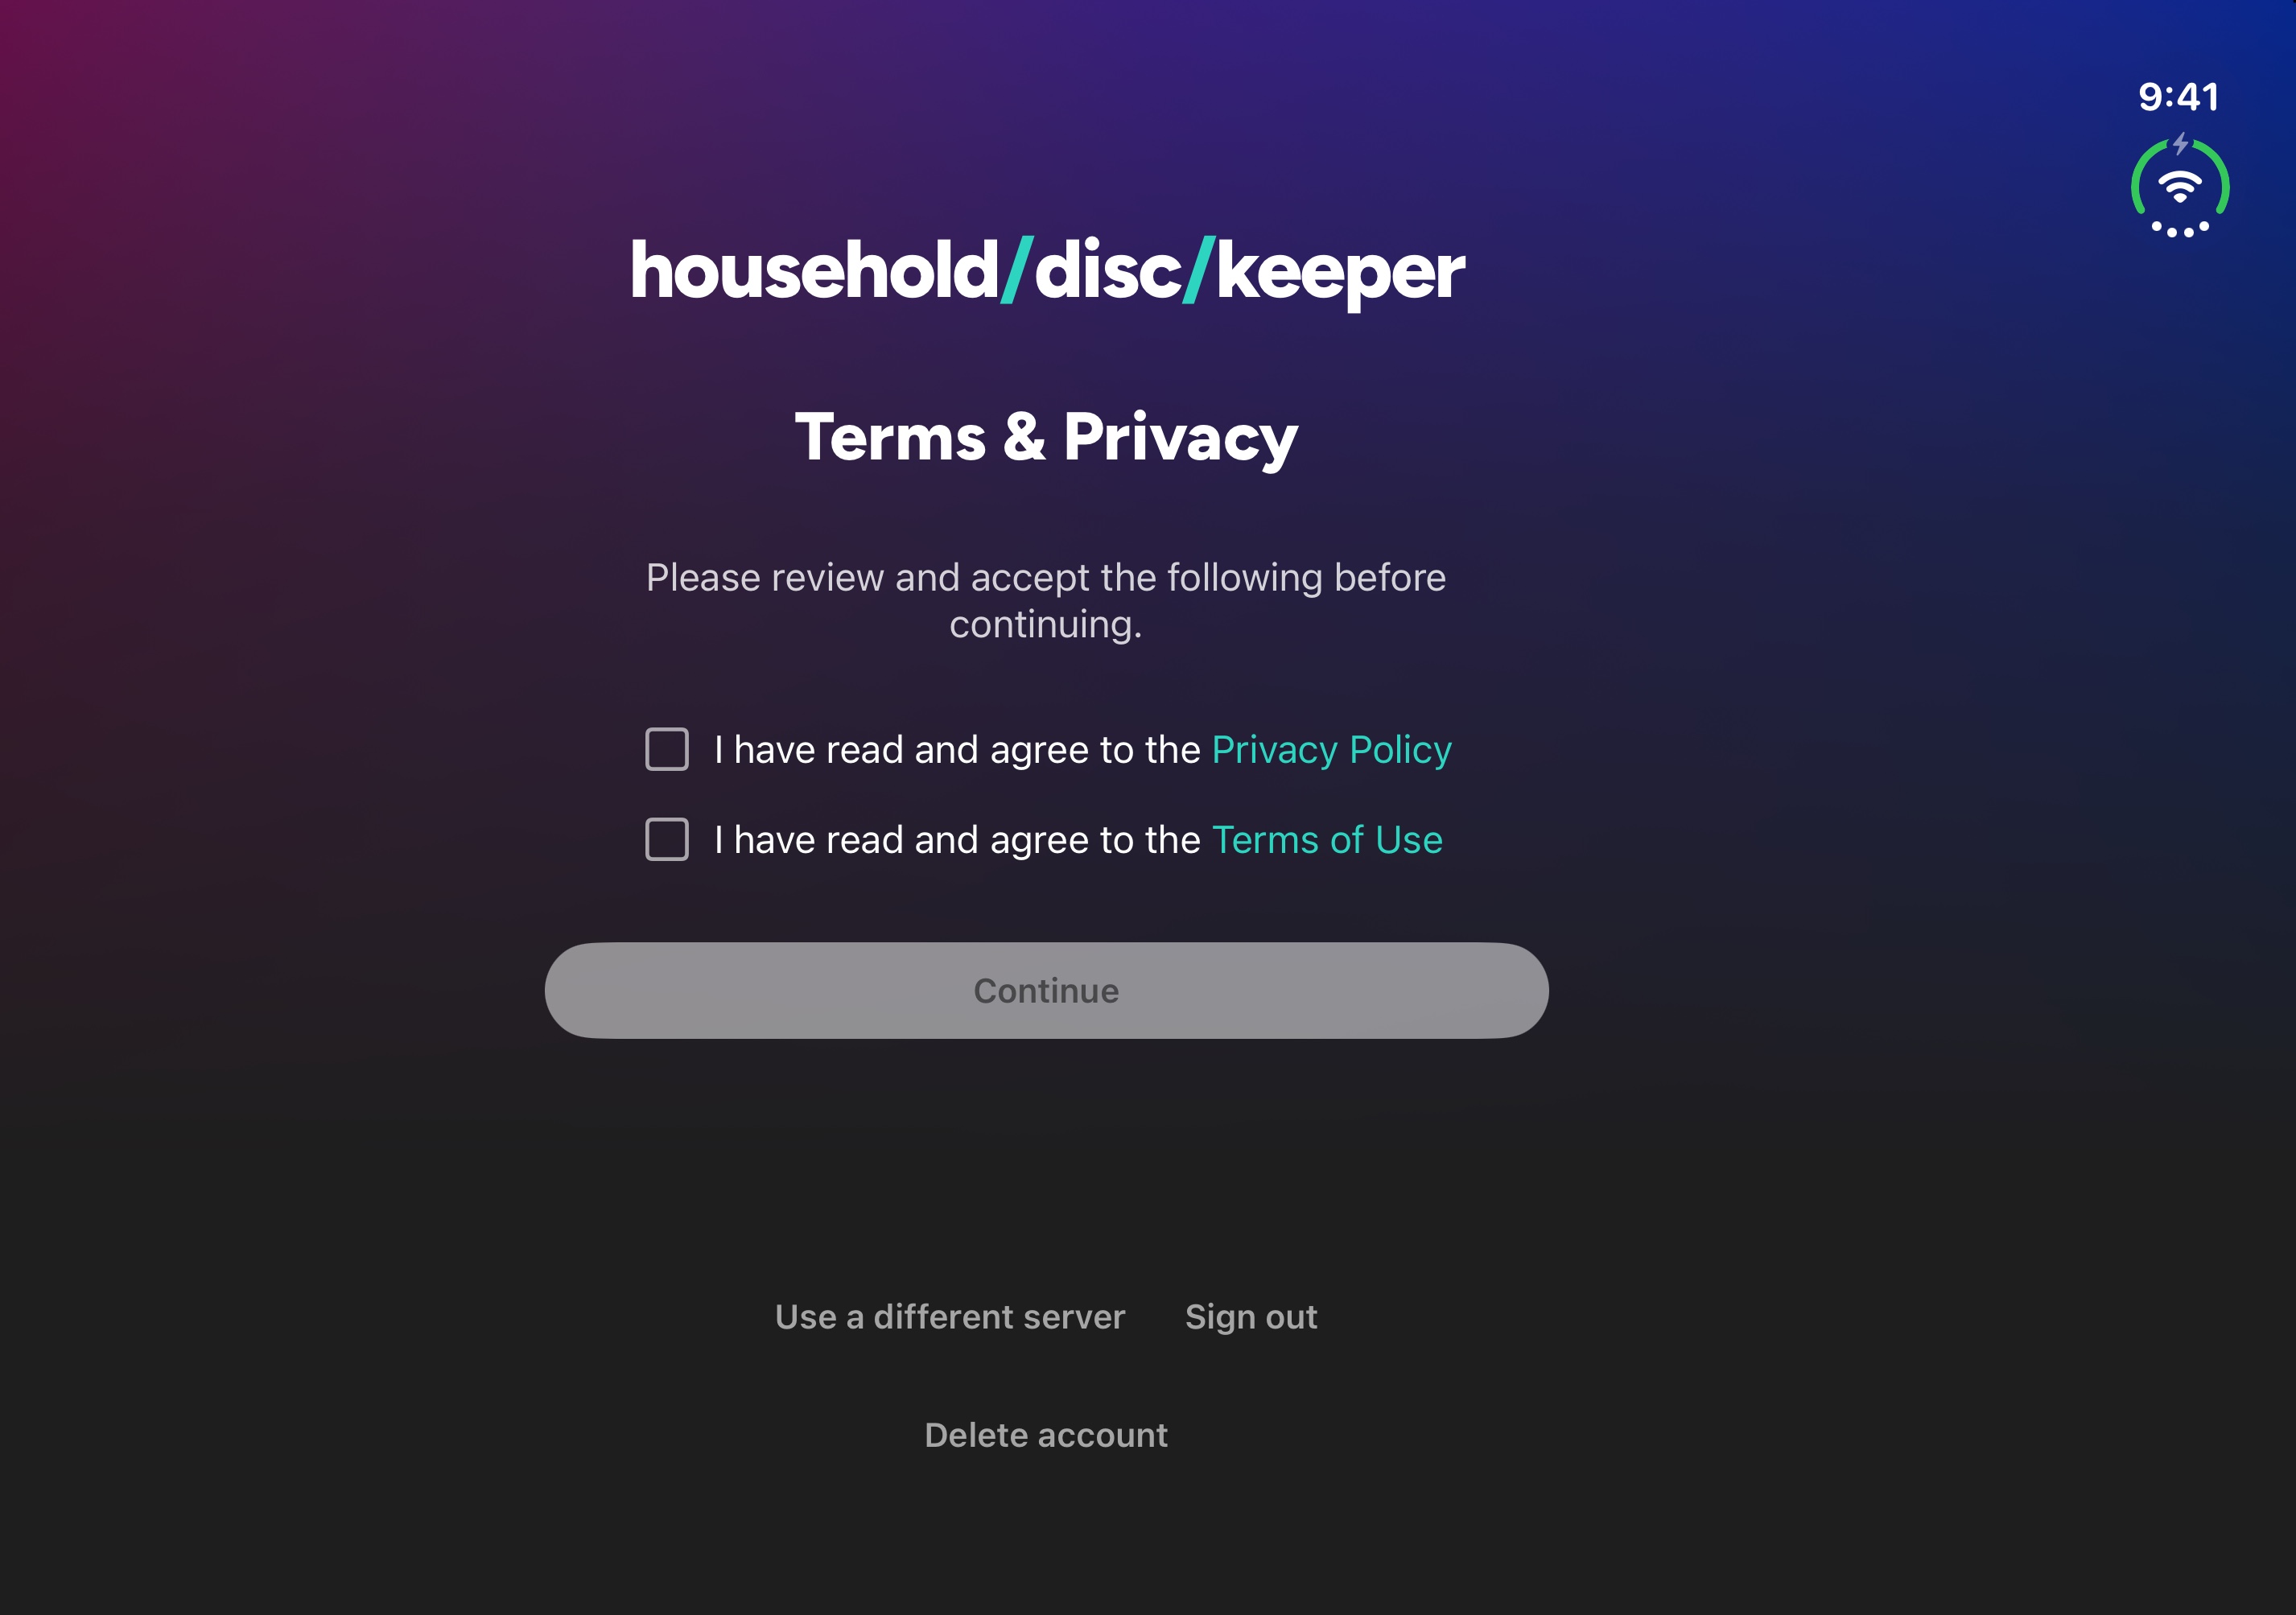 9:41
household/disc/keeper
Terms & Privacy
Please review and accept the following before
continuing.
I have read and agree to the Privacy Policy
I have read and agree to the Terms of Use
Continue
Use a different server
Sign out
Delete account